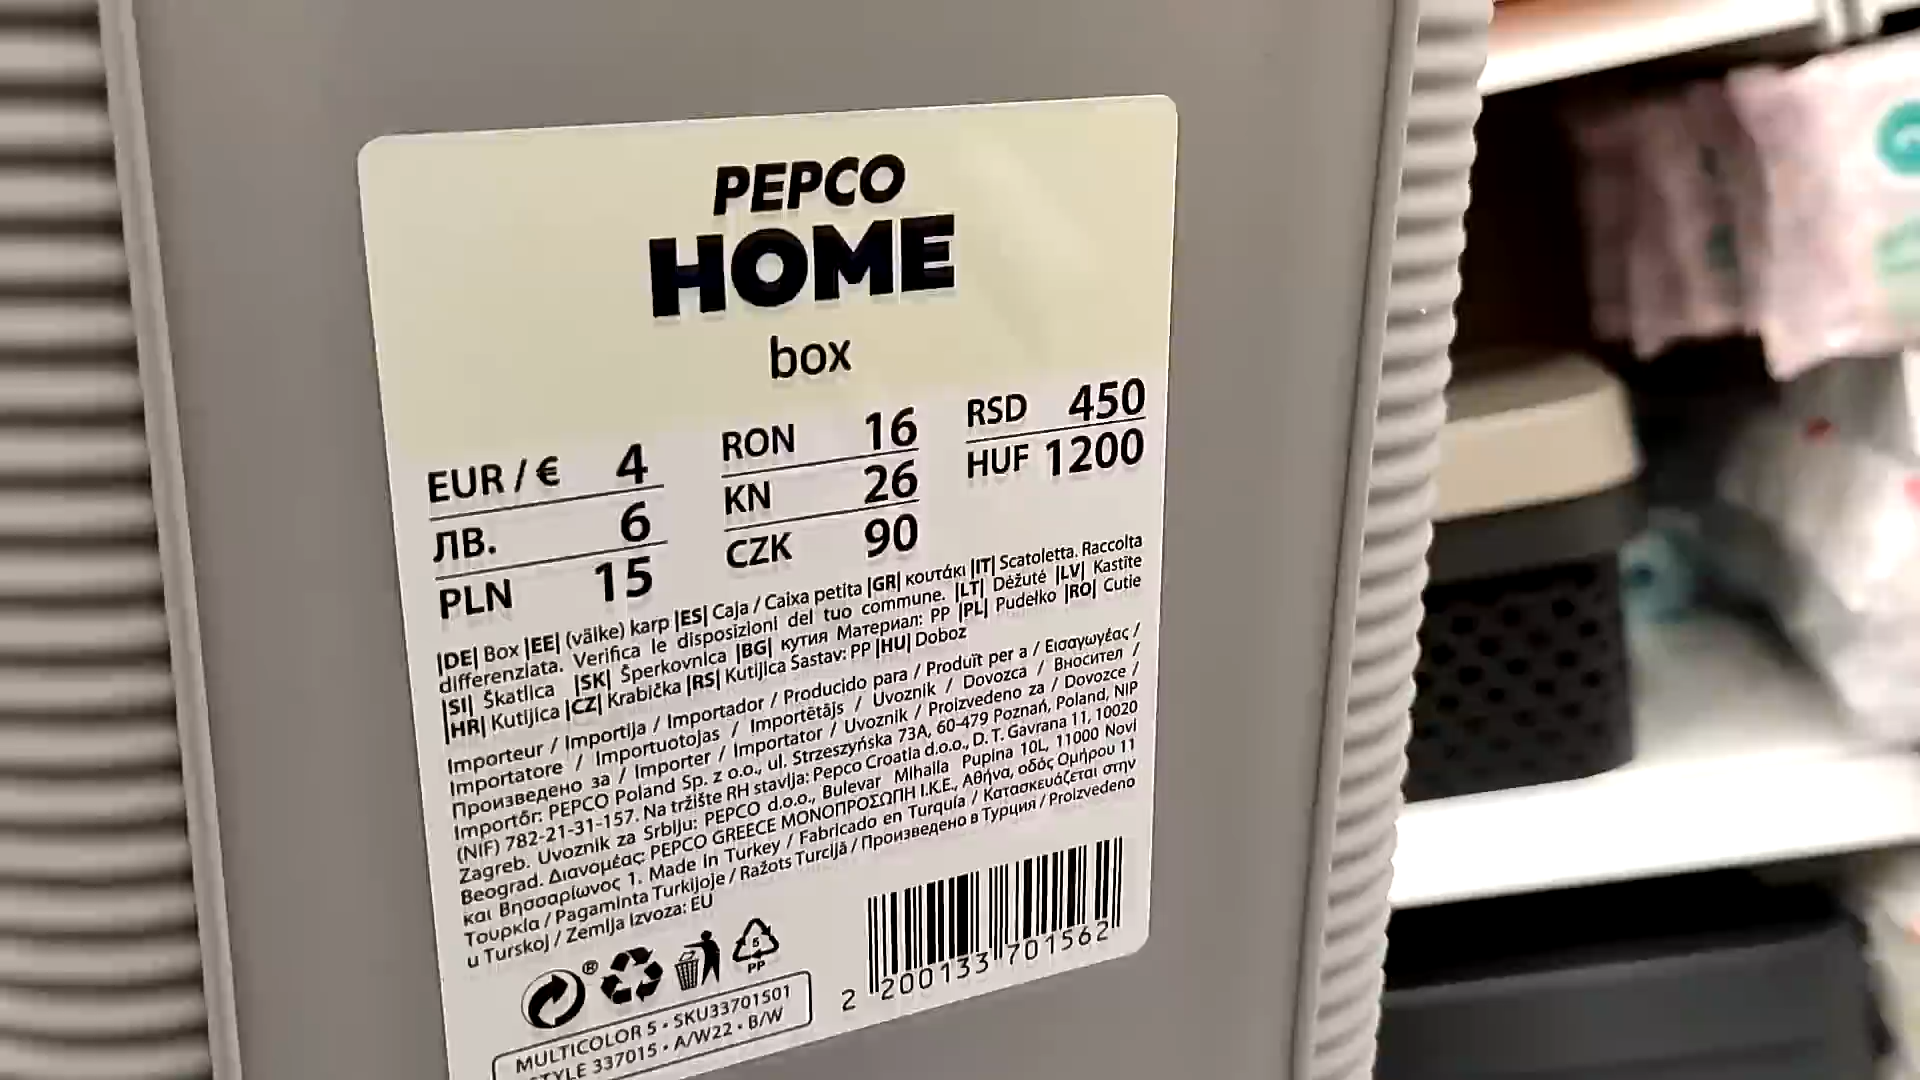 PEPCO
HOME
box
EUR / € 4
ЛВ. 6
PLN 15
RON 16
KN 26
CZK 90
RSD 450
HUF 1200
|DE| Box |EE| (väike) karp |ES| Caja / Caixa petita |GR| κουτάκι |IT| Scatoletta. Raccolta
differenziata. Verifica le disposizioni del tuo commune. |LT| Dėžutė |LV| Kastīte
|SI| Škatlica |SK| Šperkovnica |BG| кутия Материал: PP |PL| Pudełko |RO| Cutie
|HR| Kutijica |CZ| Krabička |RS| Kutijica Sastav: PP |HU| Doboz
Importeur / Importija / Importador / Producido para / Produït per a / Εισαγωγέας /
Importatore / Importuotojas / Importētājs / Uvoznik / Dovozca / Вносител /
Произведено за / Importer / Importator / Uvoznik / Proizvedeno za / Dovozce /
Importőr: PEPCO Poland Sp. z o.o., ul. Strzeszyńska 73A, 60-479 Poznań, Poland, NIP
(NIF) 782-21-31-157. Na tržište RH stavlja: Pepco Croatia d.o.o., D. T. Gavrana 11, 10020
Zagreb. Uvoznik za Srbiju: PEPCO d.o.o., Bulevar Mihaila Pupina 10L, 11000 Novi
Beograd. Διανομέας: PEPCO GREECE ΜΟΝΟΠΡΟΣΩΠΗ Ι.Κ.Ε., Αθήνα, οδός Ομήρου 11
και Βησσαρίωνος 1. Made in Turkey / Fabricado en Turquía / Κατασκευάζεται στην
Τουρκία / Pagaminta Turkijoje / Ražots Turcijā / Произведено в Турция / Proizvedeno
u Turskoj / Zemlja Izvoza: EU
®
5
PP
2 200133 701562
MULTICOLOR 5 • SKU33701501
STYLE 337015 • A/W22 • B/W